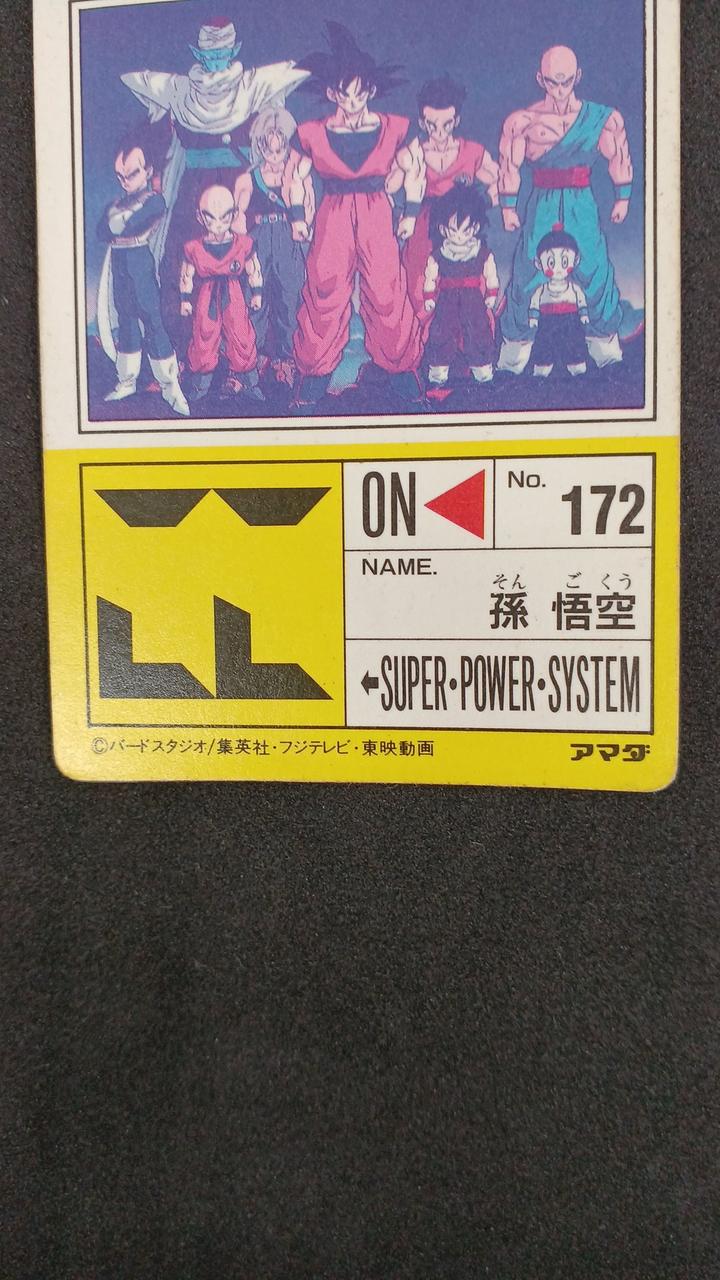 ON
No.
172
NAME.
そん ご くう
孫 悟空
←SUPER・POWER・SYSTEM
©バードスタジオ/集英社・フジテレビ・東映動画
アマダ